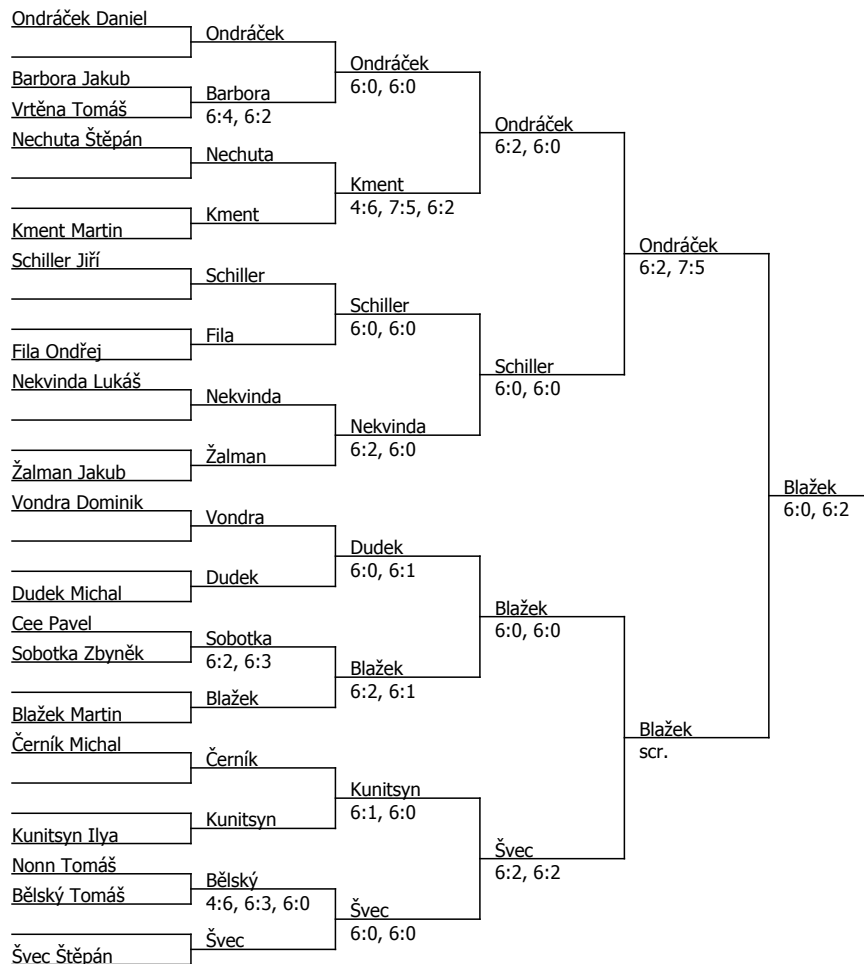 Ondráček Daniel
Ondráček
Ondráček
6:0, 6:0
Barbora Jakub
Barbora
6:4, 6:2
Vrtěna Tomáš
Ondráček
6:2, 6:0
Nechuta Štěpán
Nechuta
Kment
4:6, 7:5, 6:2
Kment
Kment Martin
Ondráček
6:2, 7:5
Schiller Jiří
Schiller
Schiller
6:0, 6:0
Fila
Fila Ondřej
Schiller
6:0, 6:0
Nekvinda Lukáš
Nekvinda
Nekvinda
6:2, 6:0
Žalman
Žalman Jakub
Blažek
6:0, 6:2
Vondra Dominik
Vondra
Dudek
6:0, 6:1
Dudek
Dudek Michal
Blažek
6:0, 6:0
Cee Pavel
Sobotka
6:2, 6:3
Sobotka Zbyněk
Blažek
6:2, 6:1
Blažek
Blažek Martin
Blažek
scr.
Černík Michal
Černík
Kunitsyn
6:1, 6:0
Kunitsyn
Kunitsyn Ilya
Švec
6:2, 6:2
Nonn Tomáš
Bělský
4:6, 6:3, 6:0
Bělský Tomáš
Švec
6:0, 6:0
Švec
Švec Štěpán